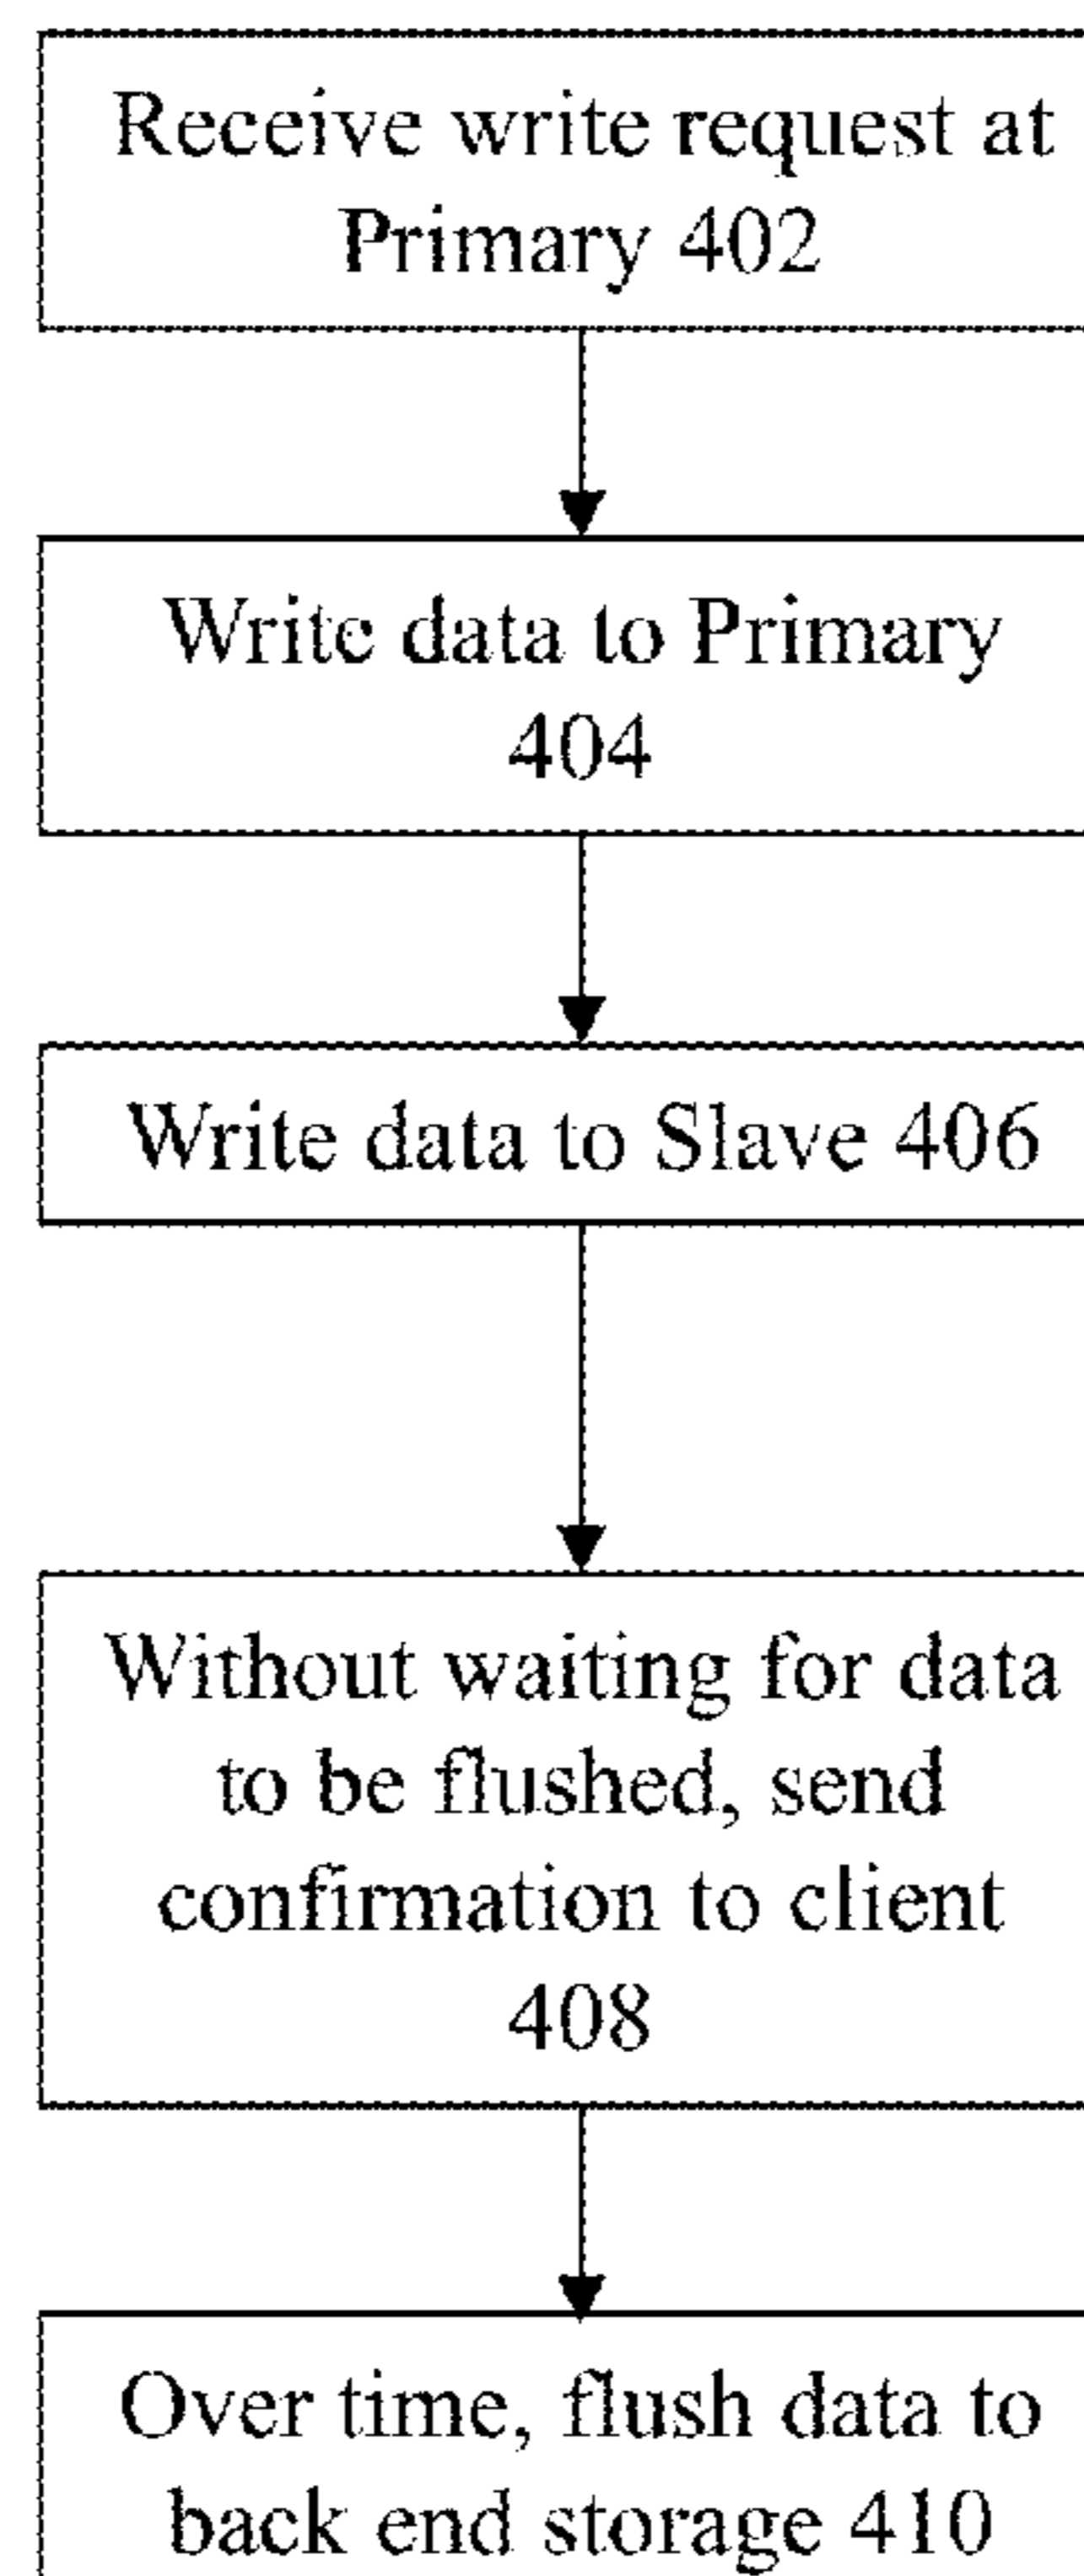 Receive write request at
Primary 402
Write data to Primary
404
Write data to Slave 406
Without waiting for data
to be flushed, send
confirmation to client
408
Over time, flush data to
back end storage 410